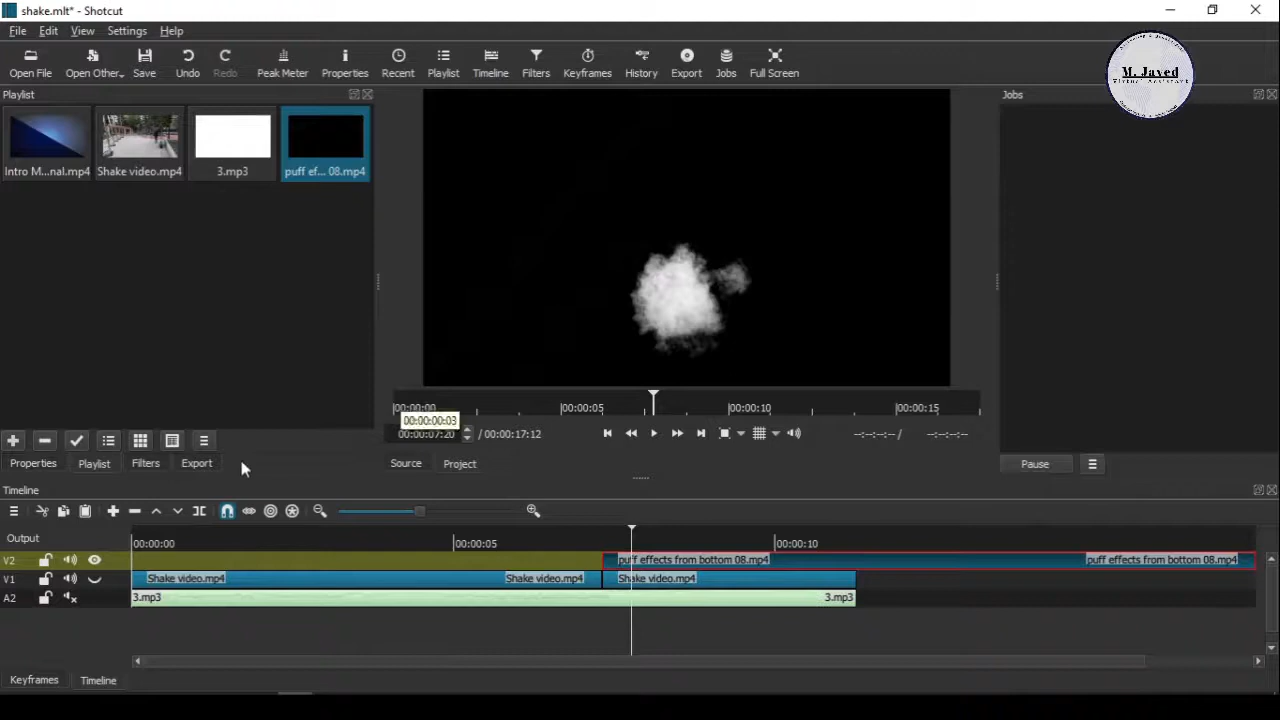 shake.mlt* - Shotcut
File Edit View Settings Help
M. Javed
Virtual Assistant
Open File Open Other.. Save Undo Redo Peak Meter Properties Recent Playlist Timeline Filters Keyframes History Export Jobs Full Screen
Playlist
Jobs
Intro M...nal.mp4 Shake video.mp4 3.mp3 puff ef... 08.mp4
00:00:00 00:00:05 00:00:10 00:00:15
00:00:00:03
00:00:07:20 / 00:00:17:12 --:--:--:-- / --:--:--:--
Properties Playlist Filters Export Source Project Pause
Timeline
Output 00:00:00 00:00:05 00:00:10
V2 puff effects from bottom 08.mp4 puff effects from bottom 08.mp4
V1 Shake video.mp4 Shake video.mp4 Shake video.mp4
A2 3.mp3 3.mp3
Keyframes Timeline